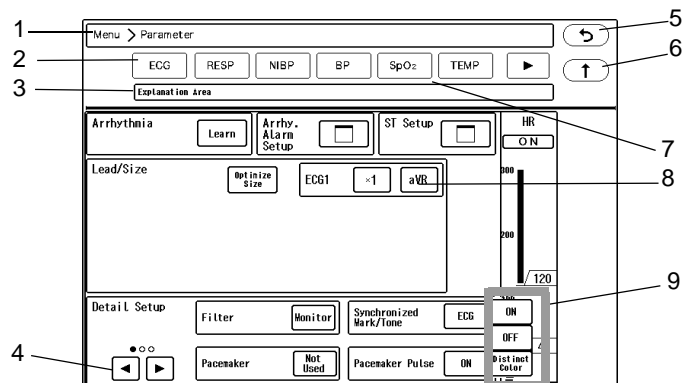 1 Menu > Parameter 5
2 ECG RESP NIBP BP SpO₂ TEMP ▶ 6
3 Explanation Area
Arrhythmia Learn Arrhy. Alarm Setup ST Setup HR
ON
7
Lead/Size Optimize Size ECG1 ×1 aVR 300 8
200
120
Detail Setup Filter Monitor Synchronized Mark/Tone ECG ON 9
OFF
4 ◀ ▶ Pacemaker Not Used Pacemaker Pulse ON Distinct Color